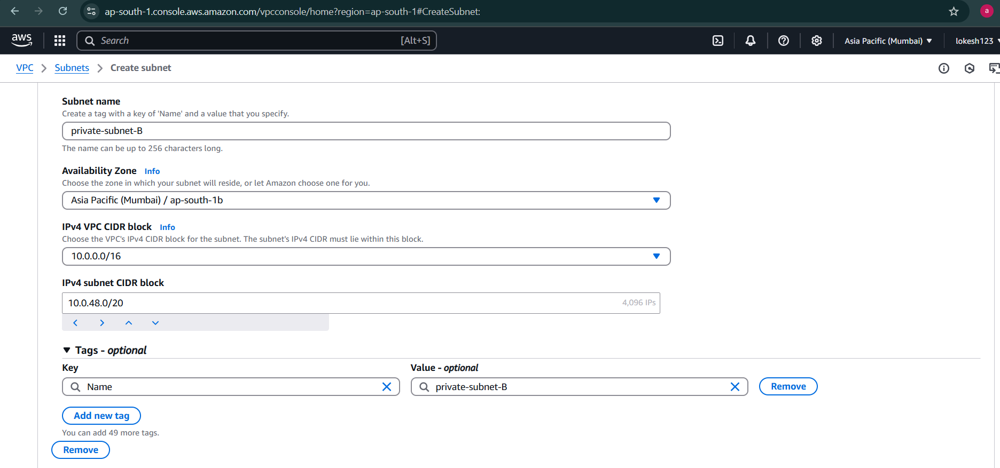 ap-south-1.console.aws.amazon.com/vpcconsole/home?region=ap-south-1#CreateSubnet:
a
aws
Search
[Alt+S]
Asia Pacific (Mumbai)
lokesh123
VPC
Subnets
Create subnet
Subnet name
Create a tag with a key of 'Name' and a value that you specify.
private-subnet-B
The name can be up to 256 characters long.
Availability Zone Info
Choose the zone in which your subnet will reside, or let Amazon choose one for you.
Asia Pacific (Mumbai) / ap-south-1b
IPv4 VPC CIDR block Info
Choose the VPC's IPv4 CIDR block for the subnet. The subnet's IPv4 CIDR must lie within this block.
10.0.0.0/16
IPv4 subnet CIDR block
10.0.48.0/20
4,096 IPs
Tags - optional
Key
Value - optional
Name
private-subnet-B
Remove
Add new tag
You can add 49 more tags.
Remove